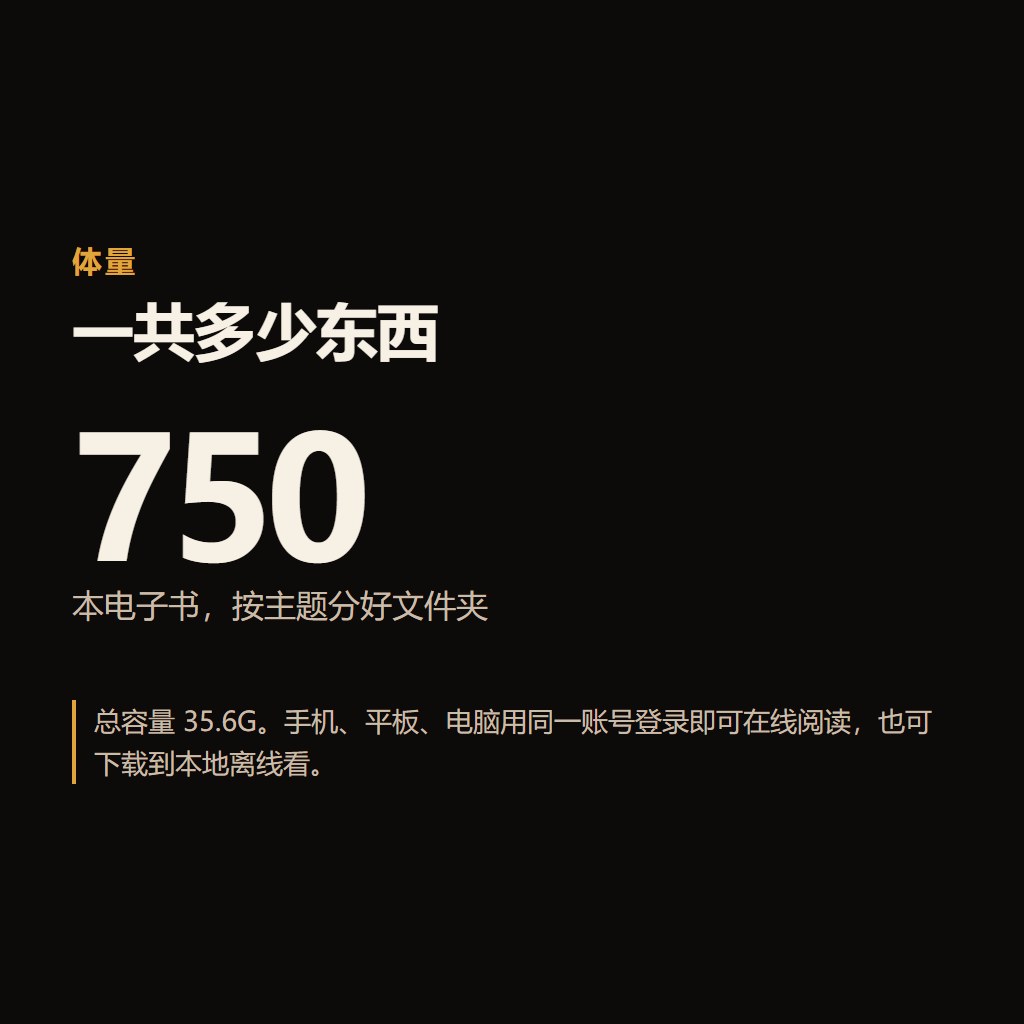 体量
一共多少东西
750
本电子书，按主题分好文件夹
总容量 35.6G。手机、平板、电脑用同一账号登录即可在线阅读，也可
下载到本地离线看。